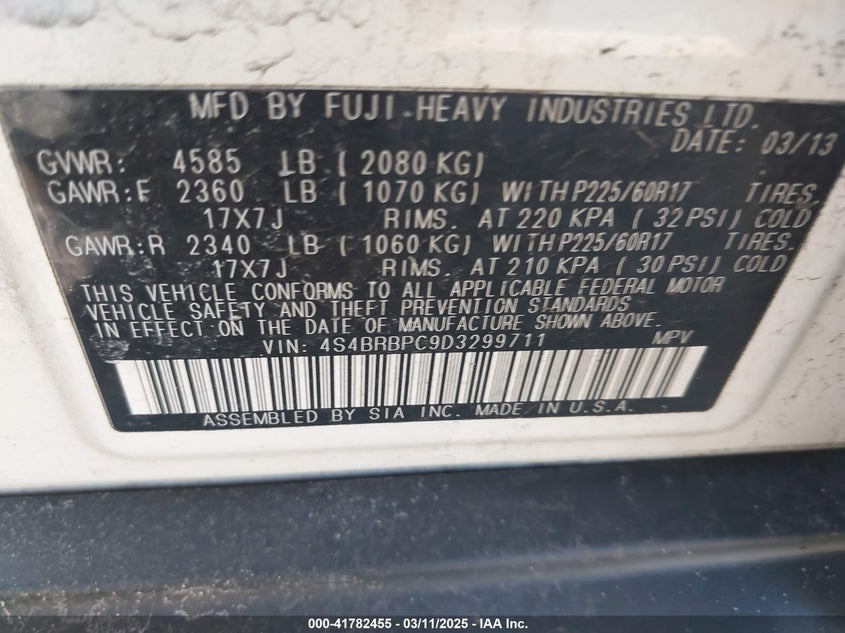 MFD BY FUJI HEAVY INDUSTRIES LTD.
DATE: 03/13
GVWR: 4585 LB ( 2080 KG)
GAWR:F 2360 LB ( 1070 KG) WITH P225/60R17 TIRES,
17X7J RIMS. AT 220 KPA ( 32 PSI) COLD
GAWR:R 2340 LB ( 1060 KG) WITH P225/60R17 TIRES.
17X7J RIMS. AT 210 KPA ( 30 PSI) COLD
THIS VEHICLE CONFORMS TO ALL APPLICABLE FEDERAL MOTOR
VEHICLE SAFETY AND THEFT PREVENTION STANDARDS
IN EFFECT ON THE DATE OF MANUFACTURE SHOWN ABOVE.
VIN: 4S4BRBPC9D3299711 MPV
ASSEMBLED BY SIA INC. MADE IN U.S.A.
000-41782455 - 03/11/2025 - IAA Inc.